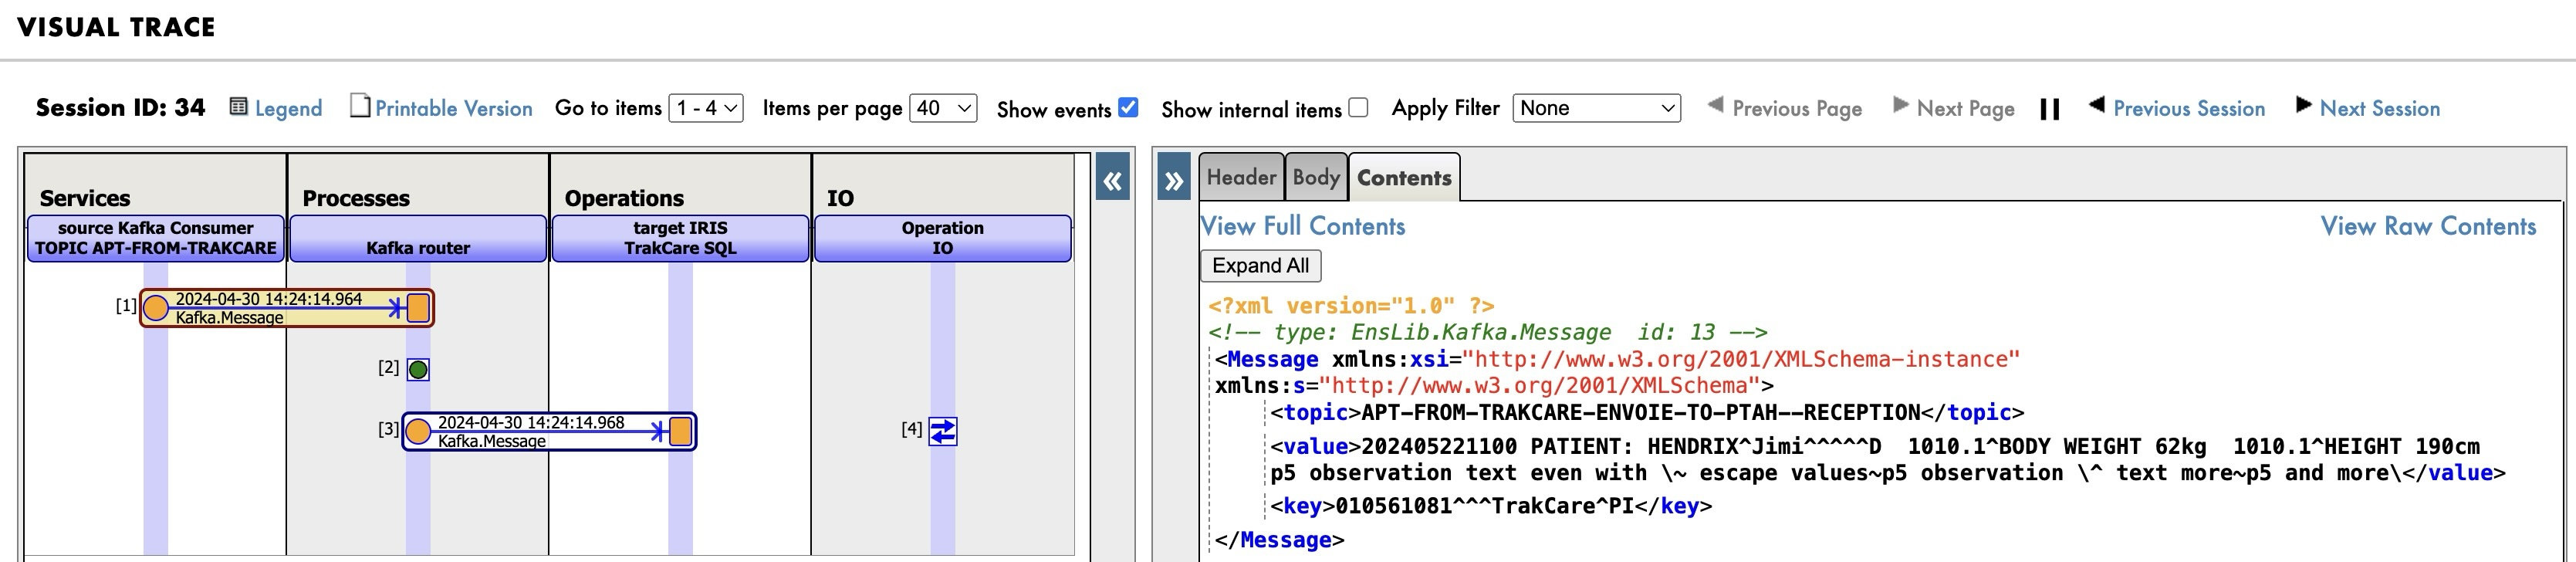 VISUAL TRACE
Session ID: 34 Legend Printable Version Go to items 1 - 4 Items per page 40 Show events Show internal items Apply Filter None Previous Page Next Page Previous Session Next Session
Services Processes Operations IO
source Kafka Consumer
TOPIC APT-FROM-TRAKCARE
Kafka router
target IRIS
TrakCare SQL
Operation
IO
[1] 2024-04-30 14:24:14.964
Kafka.Message
[2]
[3] 2024-04-30 14:24:14.968
Kafka.Message
[4]
«
»
Header Body Contents
View Full Contents View Raw Contents
Expand All
<?xml version="1.0" ?>
<!-- type: EnsLib.Kafka.Message  id: 13 -->
<Message xmlns:xsi="http://www.w3.org/2001/XMLSchema-instance"
xmlns:s="http://www.w3.org/2001/XMLSchema">
<topic>APT-FROM-TRAKCARE-ENVOIE-TO-PTAH--RECEPTION</topic>
<value>202405221100 PATIENT: HENDRIX^Jimi^^^^^D  1010.1^BODY WEIGHT 62kg  1010.1^HEIGHT 190cm
p5 observation text even with \~ escape values~p5 observation \^ text more~p5 and more\</value>
<key>010561081^^^TrakCare^PI</key>
</Message>